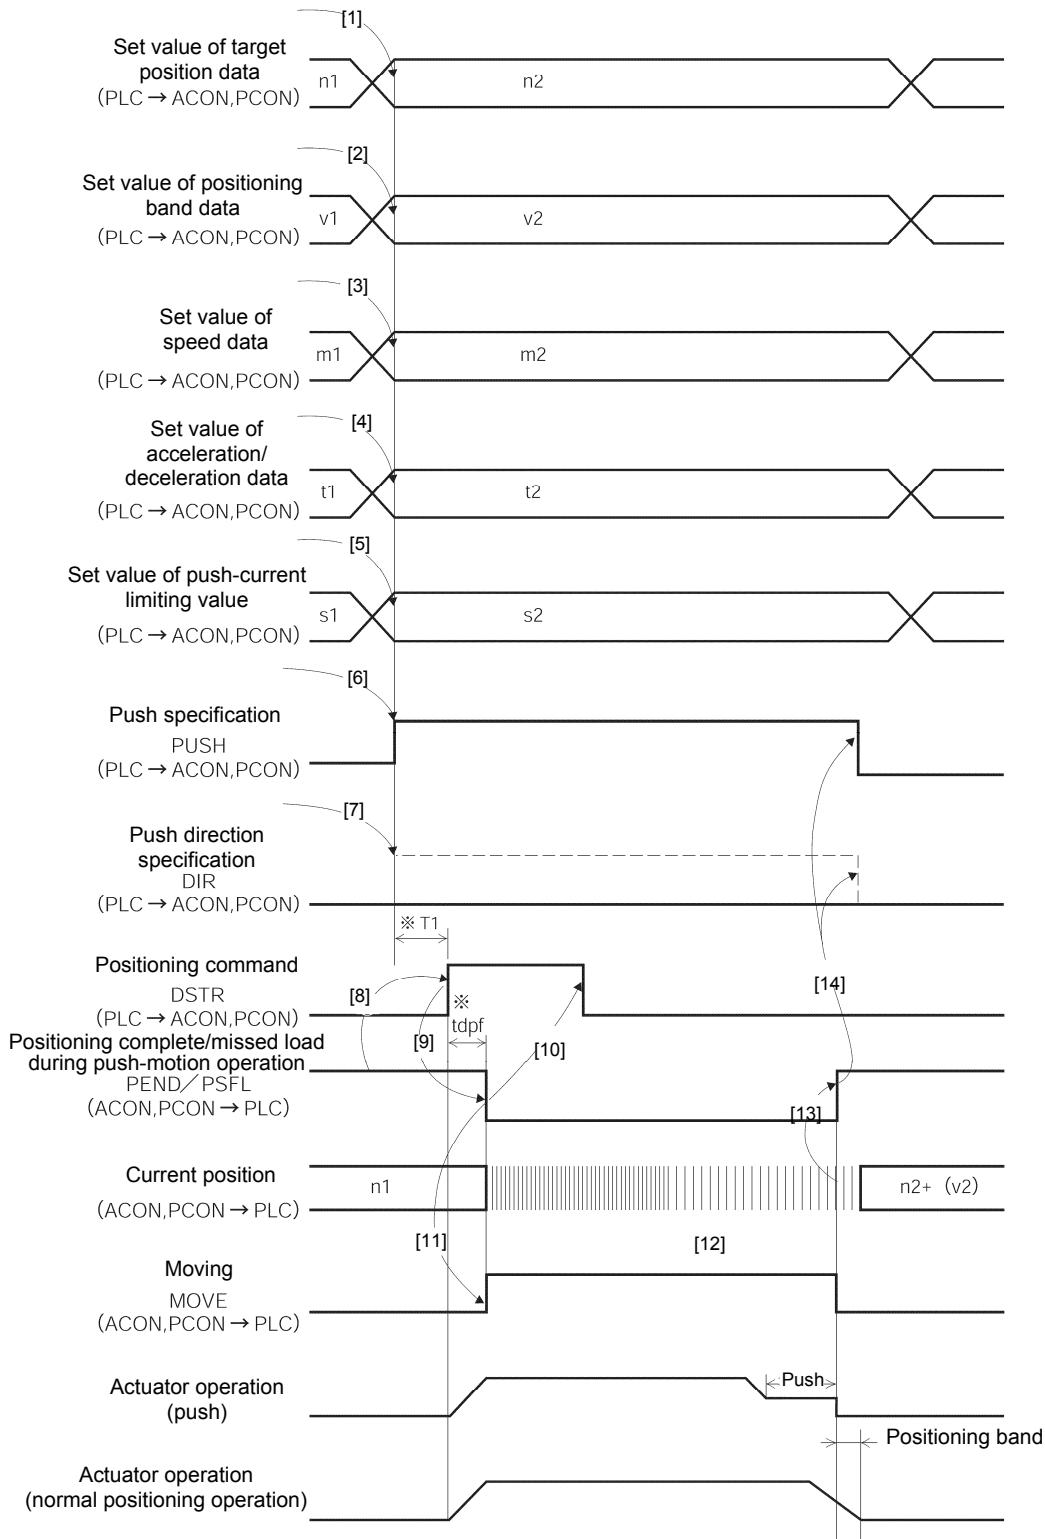 [1]
Set value of target
position data
(PLC → ACON,PCON)
n1
n2
[2]
Set value of positioning
band data
(PLC → ACON,PCON)
v1
v2
[3]
Set value of
speed data
(PLC → ACON,PCON)
m1
m2
[4]
Set value of
acceleration/
deceleration data
(PLC → ACON,PCON)
t1
t2
[5]
Set value of push-current
limiting value
(PLC → ACON,PCON)
s1
s2
[6]
Push specification
PUSH
(PLC → ACON,PCON)
[7]
Push direction
specification
DIR
(PLC → ACON,PCON)
※ T1
Positioning command
DSTR
(PLC → ACON,PCON)
[8]
※
tdpf
[9]
[10]
[14]
Positioning complete/missed load
during push-motion operation
PEND／PSFL
(ACON,PCON → PLC)
[13]
Current position
(ACON,PCON → PLC)
n1
n2+ (v2)
[11]
[12]
Moving
MOVE
(ACON,PCON → PLC)
Actuator operation
(push)
Push
Positioning band
Actuator operation
(normal positioning operation)